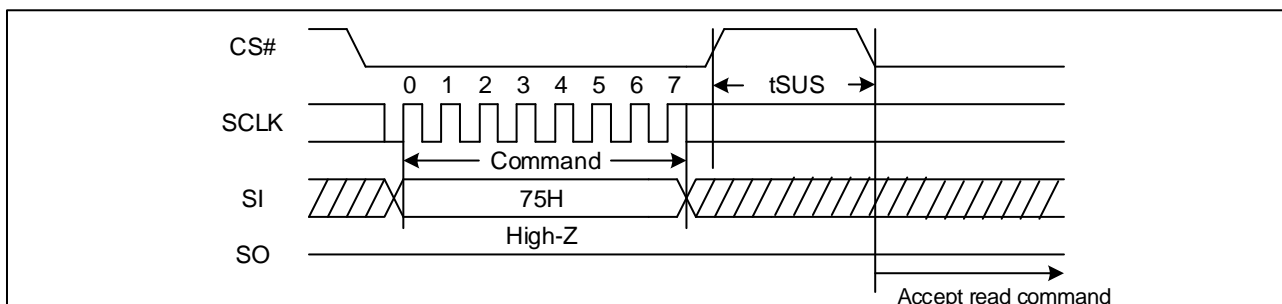 CS#
0 1 2 3 4 5 6 7
tSUS
SCLK
Command
SI
75H
High-Z
SO
Accept read command